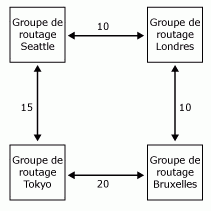 Groupe de
routage
Seattle
10
Groupe de
routage
Londres
15
10
Groupe de
routage
Tokyo
20
Groupe de
routage
Bruxelles